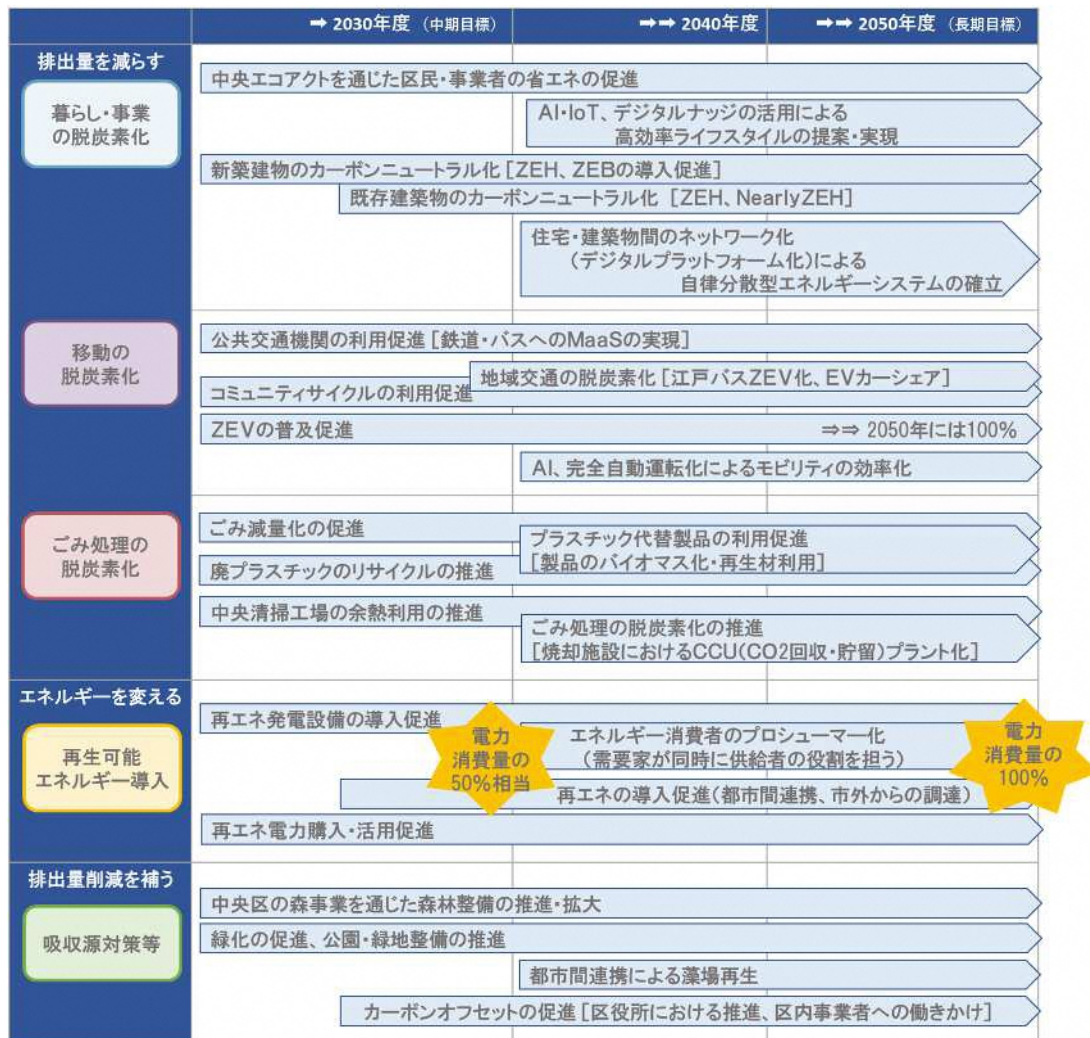 ➡ 2030年度 （中期目標）
➡➡ 2040年度
➡➡ 2050年度 （長期目標）
排出量を減らす
暮らし・事業
の脱炭素化
中央エコアクトを通じた区民・事業者の省エネの促進
AI・IoT、デジタルナッジの活用による
高効率ライフスタイルの提案・実現
新築建物のカーボンニュートラル化 [ZEH、ZEBの導入促進]
既存建築物のカーボンニュートラル化 [ZEH、NearlyZEH]
住宅・建築物間のネットワーク化
（デジタルプラットフォーム化）による
自律分散型エネルギーシステムの確立
移動の
脱炭素化
公共交通機関の利用促進 [鉄道・バスへのMaaSの実現]
地域交通の脱炭素化 [江戸バスZEV化、EVカーシェア]
コミュニティサイクルの利用促進
ZEVの普及促進
⇒⇒ 2050年には100%
AI、完全自動運転化によるモビリティの効率化
ごみ処理の
脱炭素化
ごみ減量化の促進
プラスチック代替製品の利用促進
[製品のバイオマス化・再生材利用]
廃プラスチックのリサイクルの推進
中央清掃工場の余熱利用の推進
ごみ処理の脱炭素化の推進
[焼却施設におけるCCU(CO2回収・貯留)プラント化]
エネルギーを変える
再生可能
エネルギー導入
再エネ発電設備の導入促進
電力
消費量の
50%相当
エネルギー消費者のプロシューマー化
（需要家が同時に供給者の役割を担う）
電力
消費量の
100%
再エネの導入促進（都市間連携、市外からの調達）
再エネ電力購入・活用促進
排出量削減を補う
吸収源対策等
中央区の森事業を通じた森林整備の推進・拡大
緑化の促進、公園・緑地整備の推進
都市間連携による藻場再生
カーボンオフセットの促進 [区役所における推進、区内事業者への働きかけ]